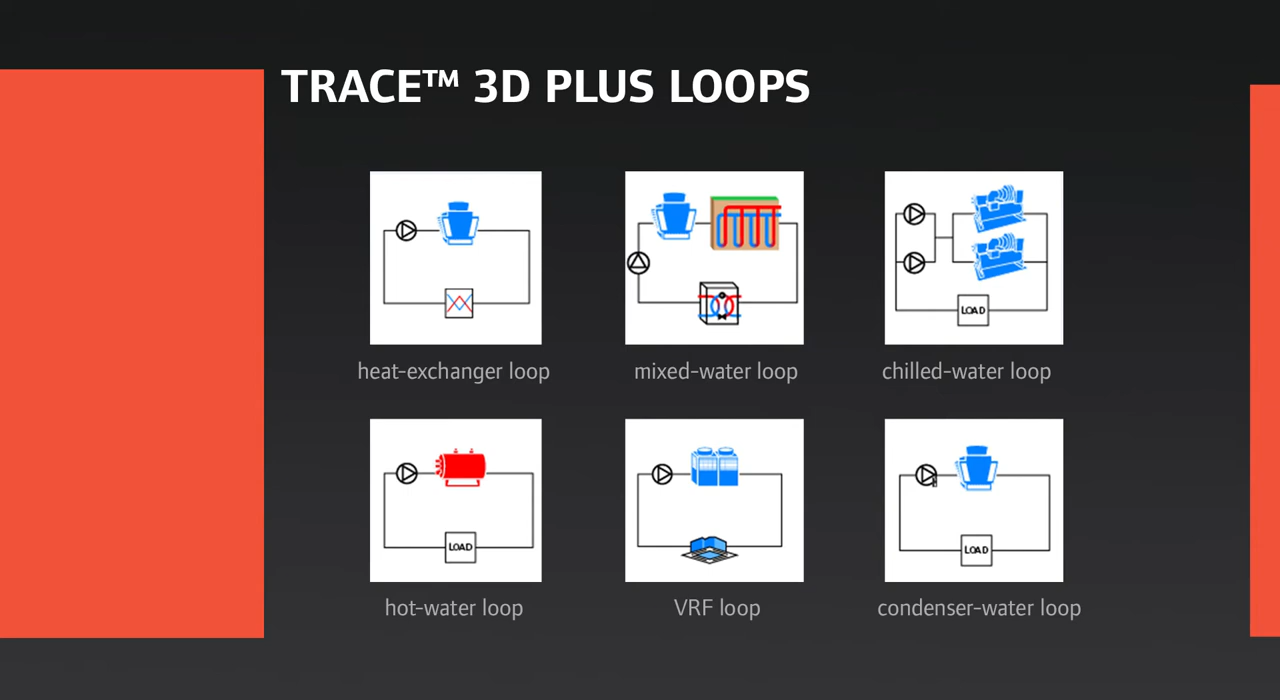 TRACE™ 3D PLUS LOOPS
LOAD
heat-exchanger loop
mixed-water loop
chilled-water loop
LOAD
LOAD
hot-water loop
VRF loop
condenser-water loop